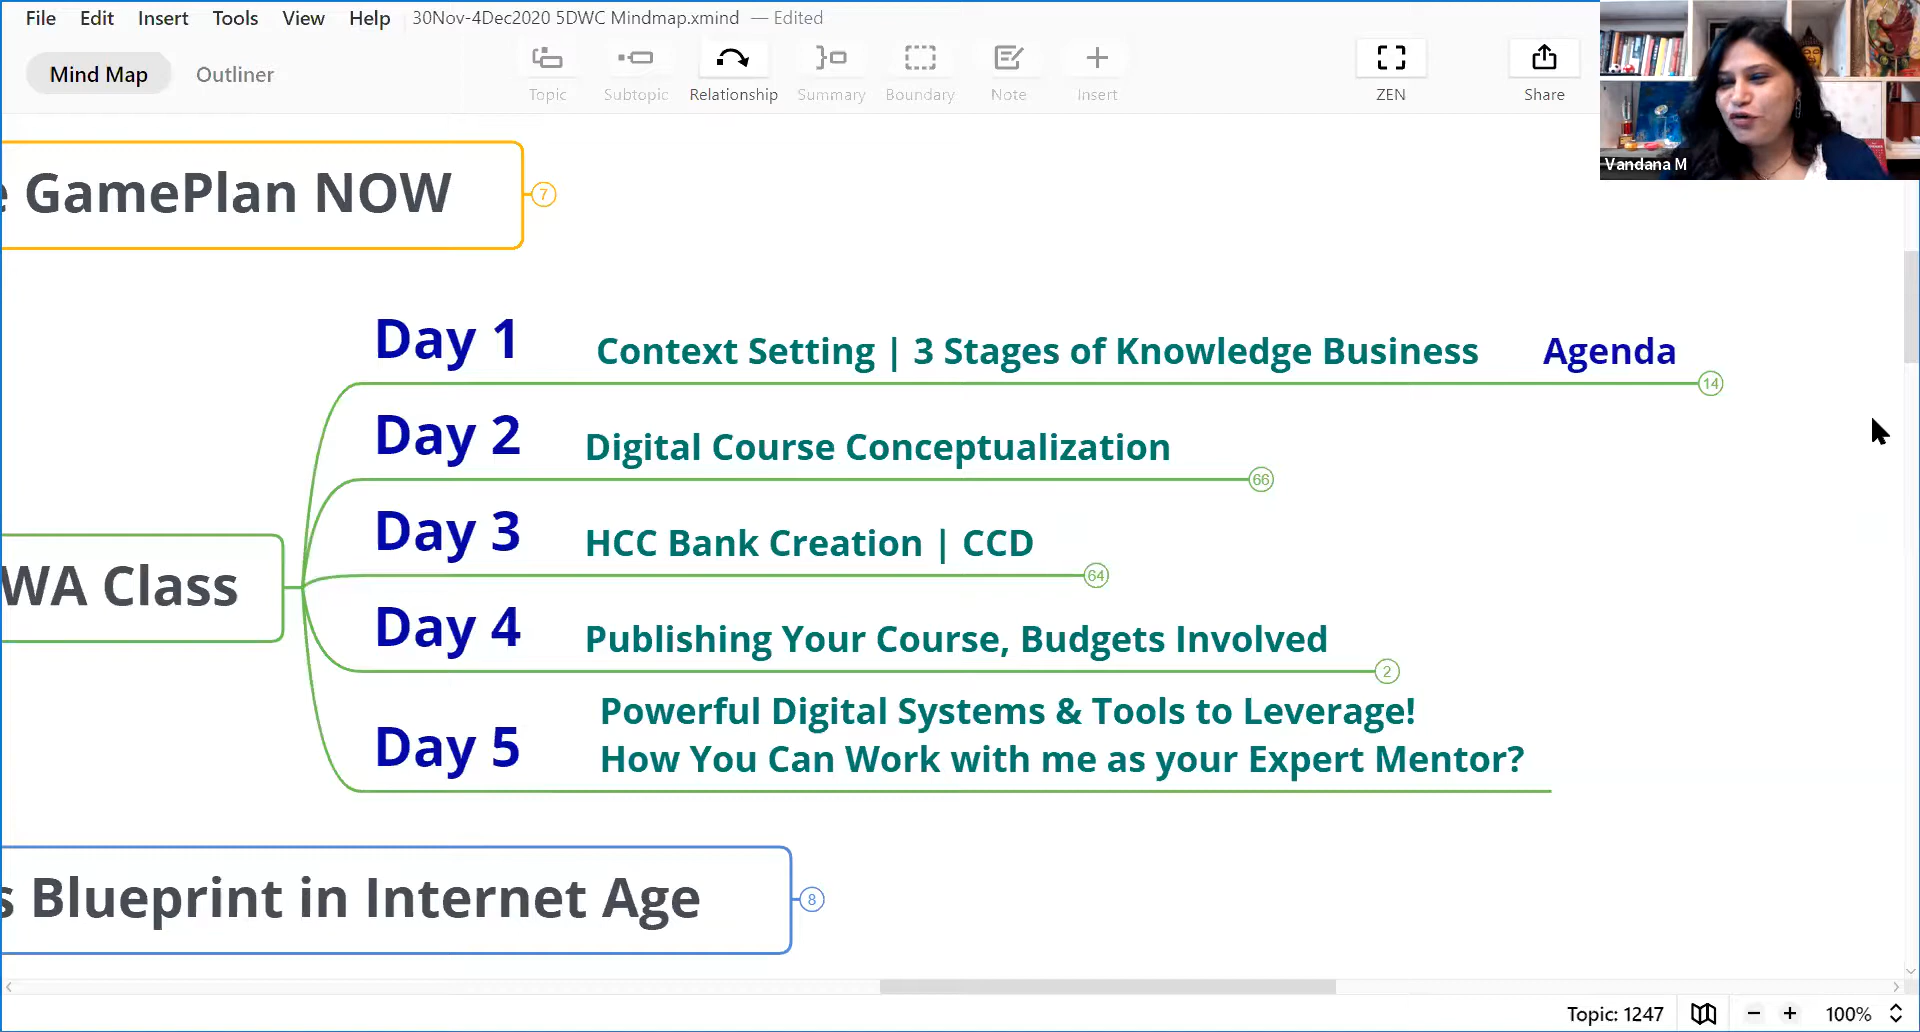 File Edit Insert Tools View Help 30Nov-4Dec2020 5DWC Mindmap.xmind — Edited
Mind Map Outliner
Topic Subtopic Relationship Summary Boundary Note Insert ZEN Share
Vandana M
e GamePlan NOW 7
Day 1 Context Setting | 3 Stages of Knowledge Business Agenda
14
Day 2 Digital Course Conceptualization
66
Day 3 HCC Bank Creation | CCD
64
WA Class
Day 4 Publishing Your Course, Budgets Involved
2
Powerful Digital Systems & Tools to Leverage!
Day 5 How You Can Work with me as your Expert Mentor?
s Blueprint in Internet Age 8
Topic: 1247 100%